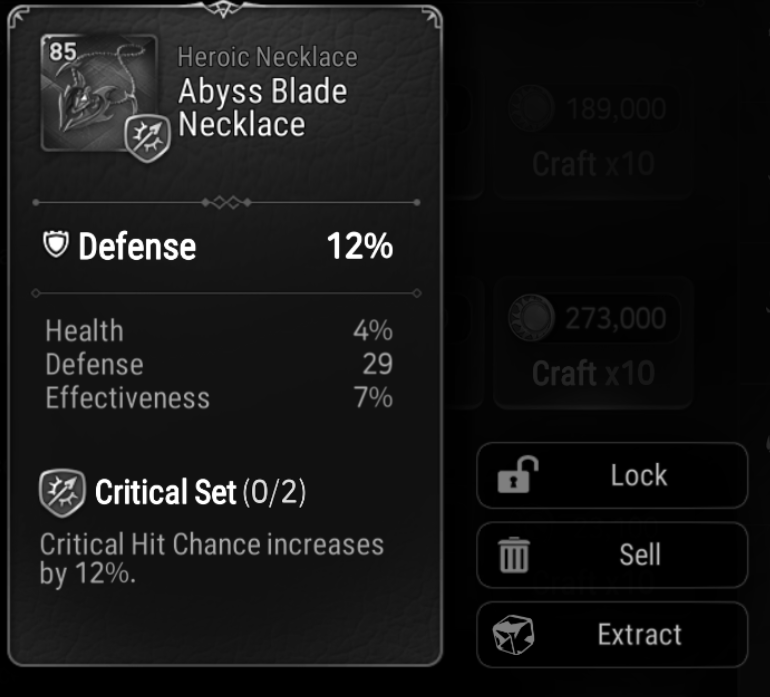 85
Heroic Necklace
Abyss Blade
Necklace
Defense 12%
Health 4%
Defense 29
Effectiveness 7%
Critical Set (0/2)
Critical Hit Chance increases
by 12%.
189,000
Craft x10
273,000
Craft x10
Lock
Sell
Extract